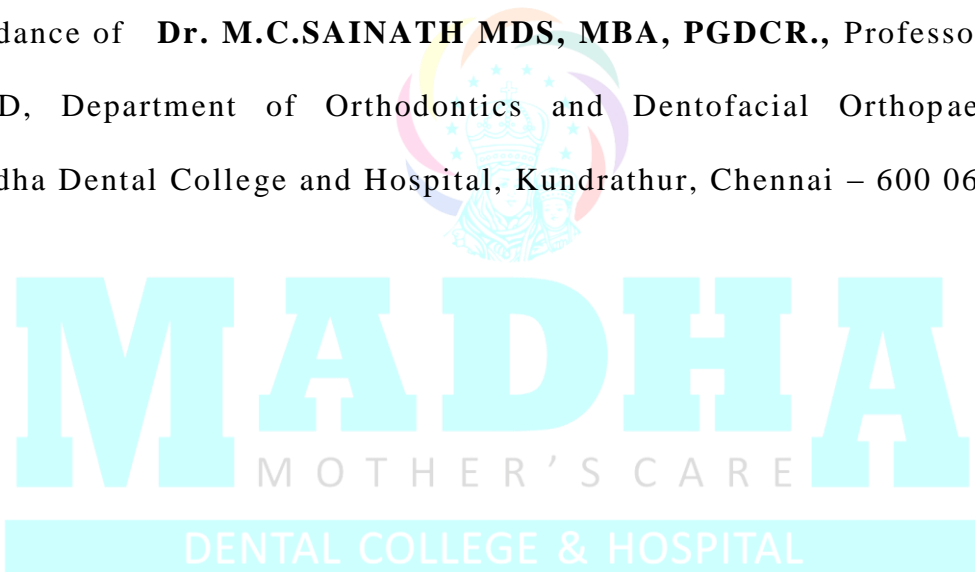 dance of Dr. M.C.SAINATH MDS, MBA, PGDCR., Professo
D, Department of Orthodontics and Dentofacial Orthopae
dha Dental College and Hospital, Kundrathur, Chennai – 600 06
MADHA
MOTHER'S CARE
DENTAL COLLEGE & HOSPITAL